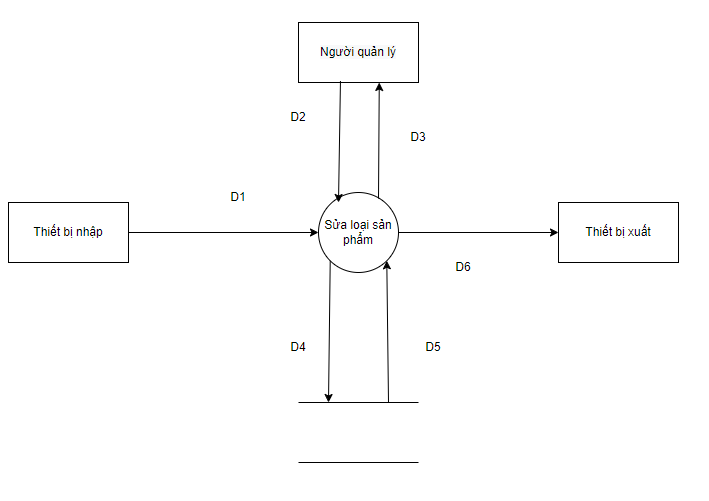 Người quản lý
D2
D3
D1
Thiết bị nhập
Sửa loại sản
phẩm
Thiết bị xuất
D6
D4
D5